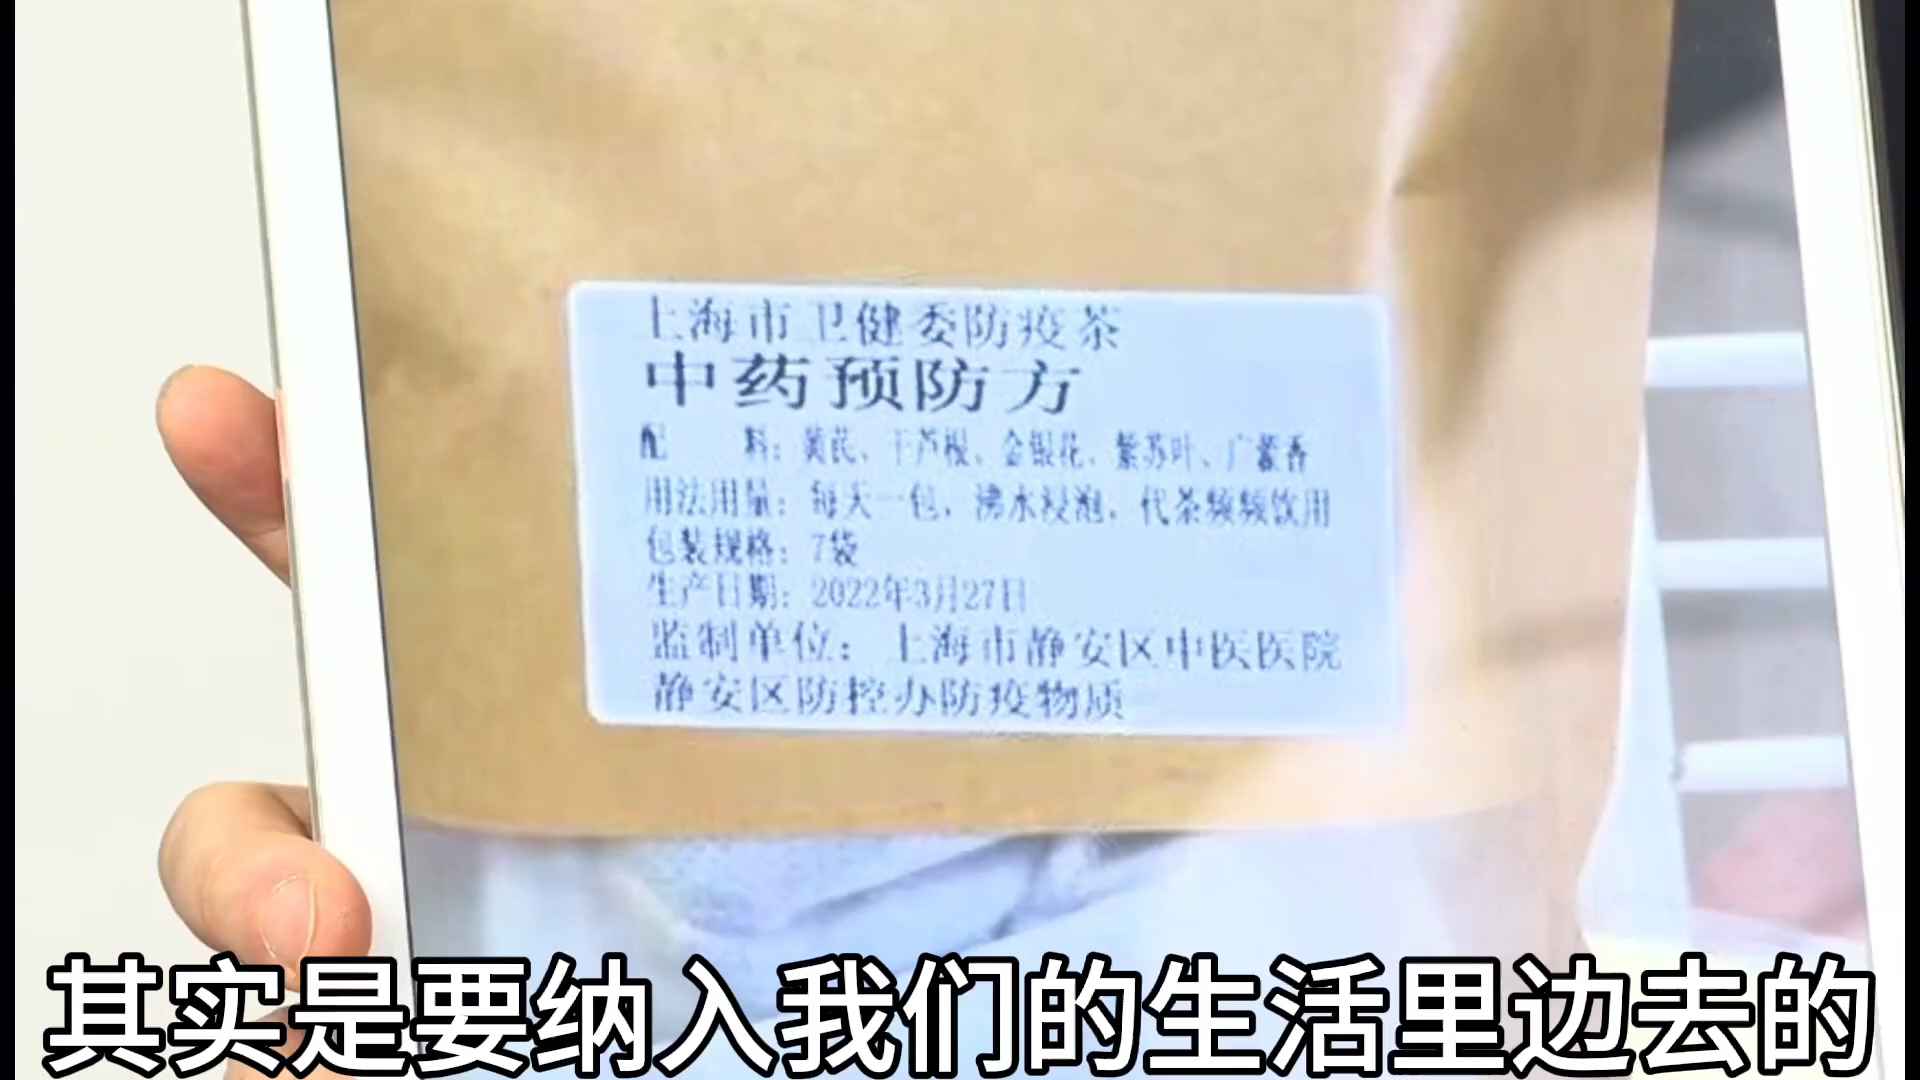 上海市卫健委防疫茶
中药预防方
配 料：黄芪、干芦根、金银花、紫苏叶、广藿香
用法用量：每天一包，沸水浸泡，代茶频频饮用
包装规格：7袋
生产日期：2022年3月27日
监制单位：上海市静安区中医医院
静安区防控办防疫物质
其实是要纳入我们的生活里边去的